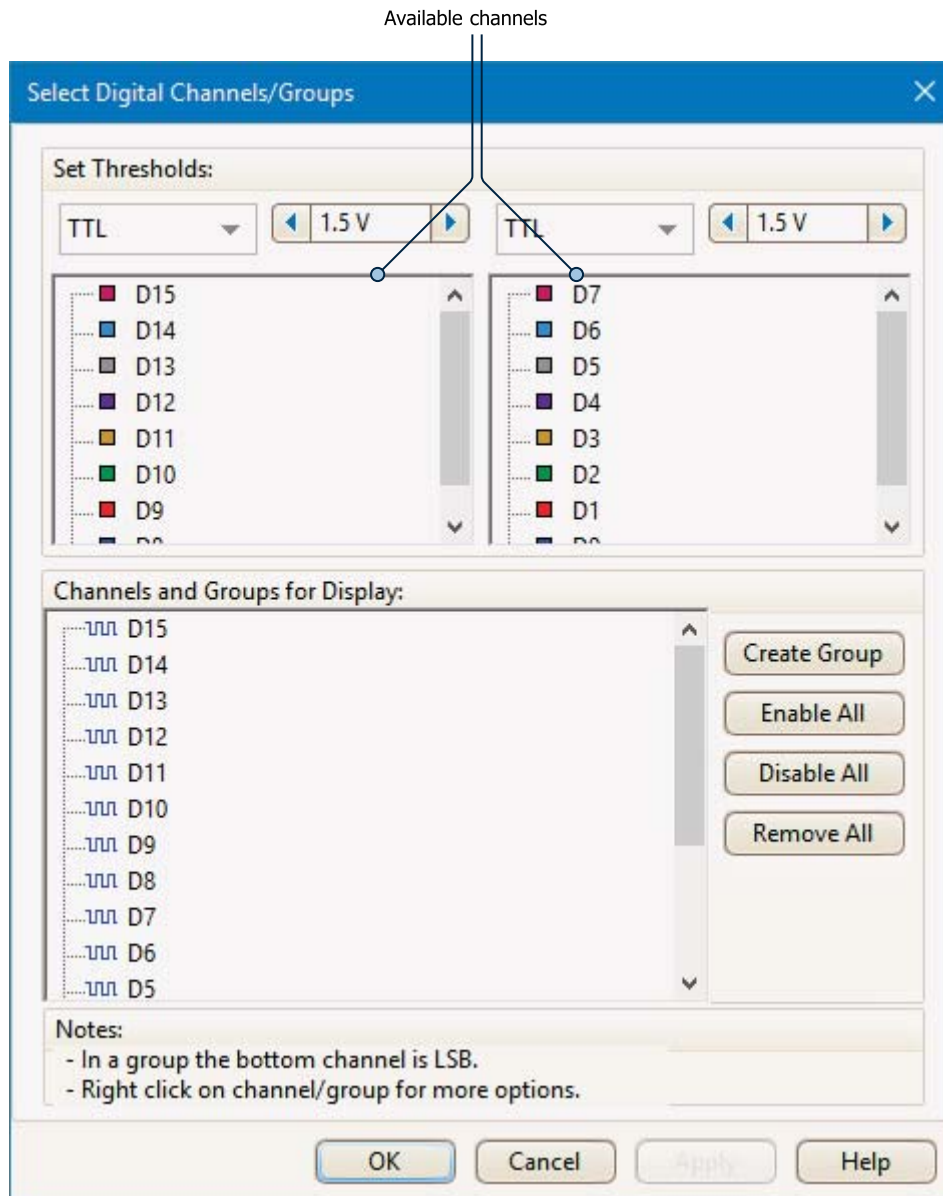 Available channels
Select Digital Channels/Groups
Set Thresholds:
TTL 1.5 V TTL 1.5 V
D15
D14
D13
D12
D11
D10
D9
D8
D7
D6
D5
D4
D3
D2
D1
D0
Channels and Groups for Display:
D15
D14
D13
D12
D11
D10
D9
D8
D7
D6
D5
Create Group
Enable All
Disable All
Remove All
Notes:
- In a group the bottom channel is LSB.
- Right click on channel/group for more options.
OK Cancel Apply Help